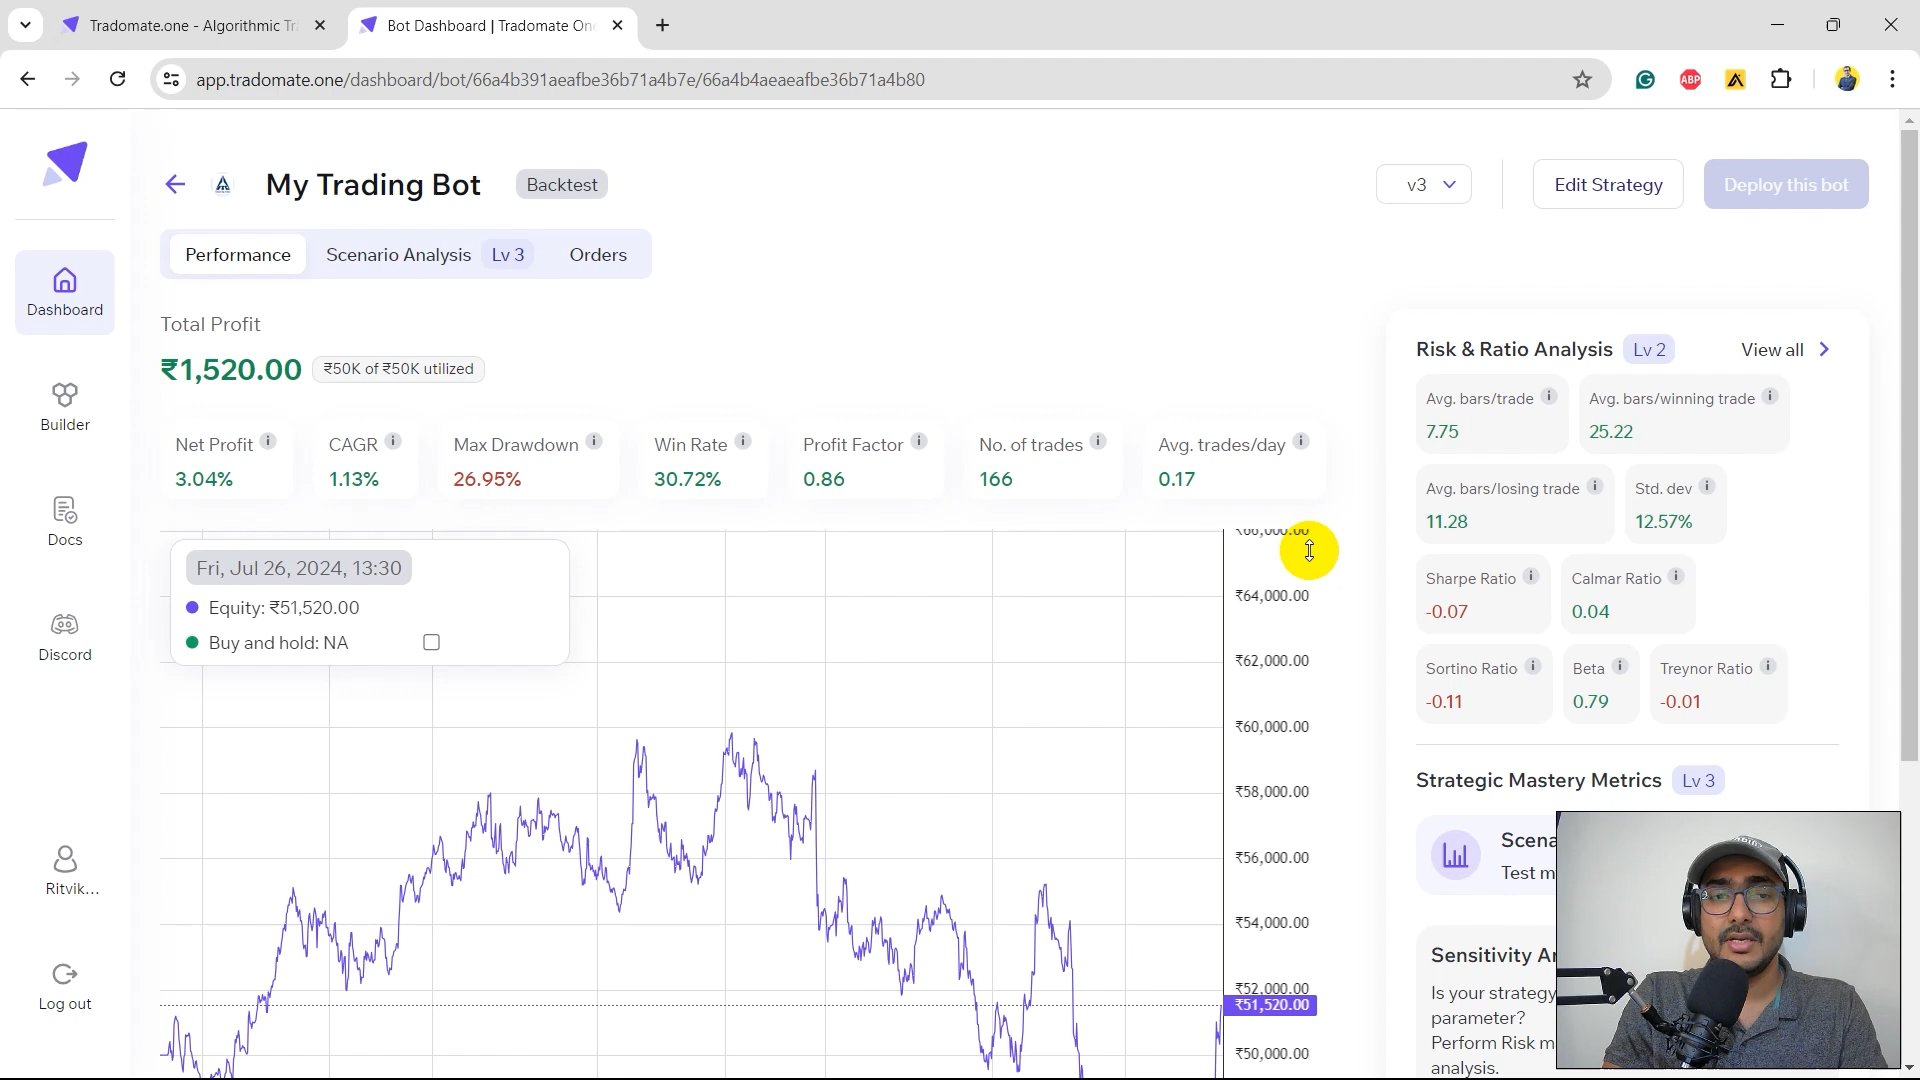 Tradomate.one - Algorithmic Tr
Bot Dashboard | Tradomate One
app.tradomate.one/dashboard/bot/66a4b391aeafbe36b71a4b7e/66a4b4aeaeafbe36b71a4b80
ABP
My Trading Bot
Backtest
v3
Edit Strategy
Deploy this bot
Performance
Scenario Analysis Lv 3
Orders
Dashboard
Builder
Docs
Discord
Ritvik...
Log out
Total Profit
₹1,520.00
₹50K of ₹50K utilized
Net Profit
3.04%
CAGR
1.13%
Max Drawdown
26.95%
Win Rate
30.72%
Profit Factor
0.86
No. of trades
166
Avg. trades/day
0.17
Fri, Jul 26, 2024, 13:30
Equity: ₹51,520.00
Buy and hold: NA
₹66,000.00
₹64,000.00
₹62,000.00
₹60,000.00
₹58,000.00
₹56,000.00
₹54,000.00
₹52,000.00
₹51,520.00
₹50,000.00
Risk & Ratio Analysis Lv 2
View all
Avg. bars/trade
7.75
Avg. bars/winning trade
25.22
Avg. bars/losing trade
11.28
Std. dev
12.57%
Sharpe Ratio
-0.07
Calmar Ratio
0.04
Sortino Ratio
-0.11
Beta
0.79
Treynor Ratio
-0.01
Strategic Mastery Metrics Lv 3
Scena
Test m
Sensitivity Ar
Is your strategy
parameter?
Perform Risk m
analysis.